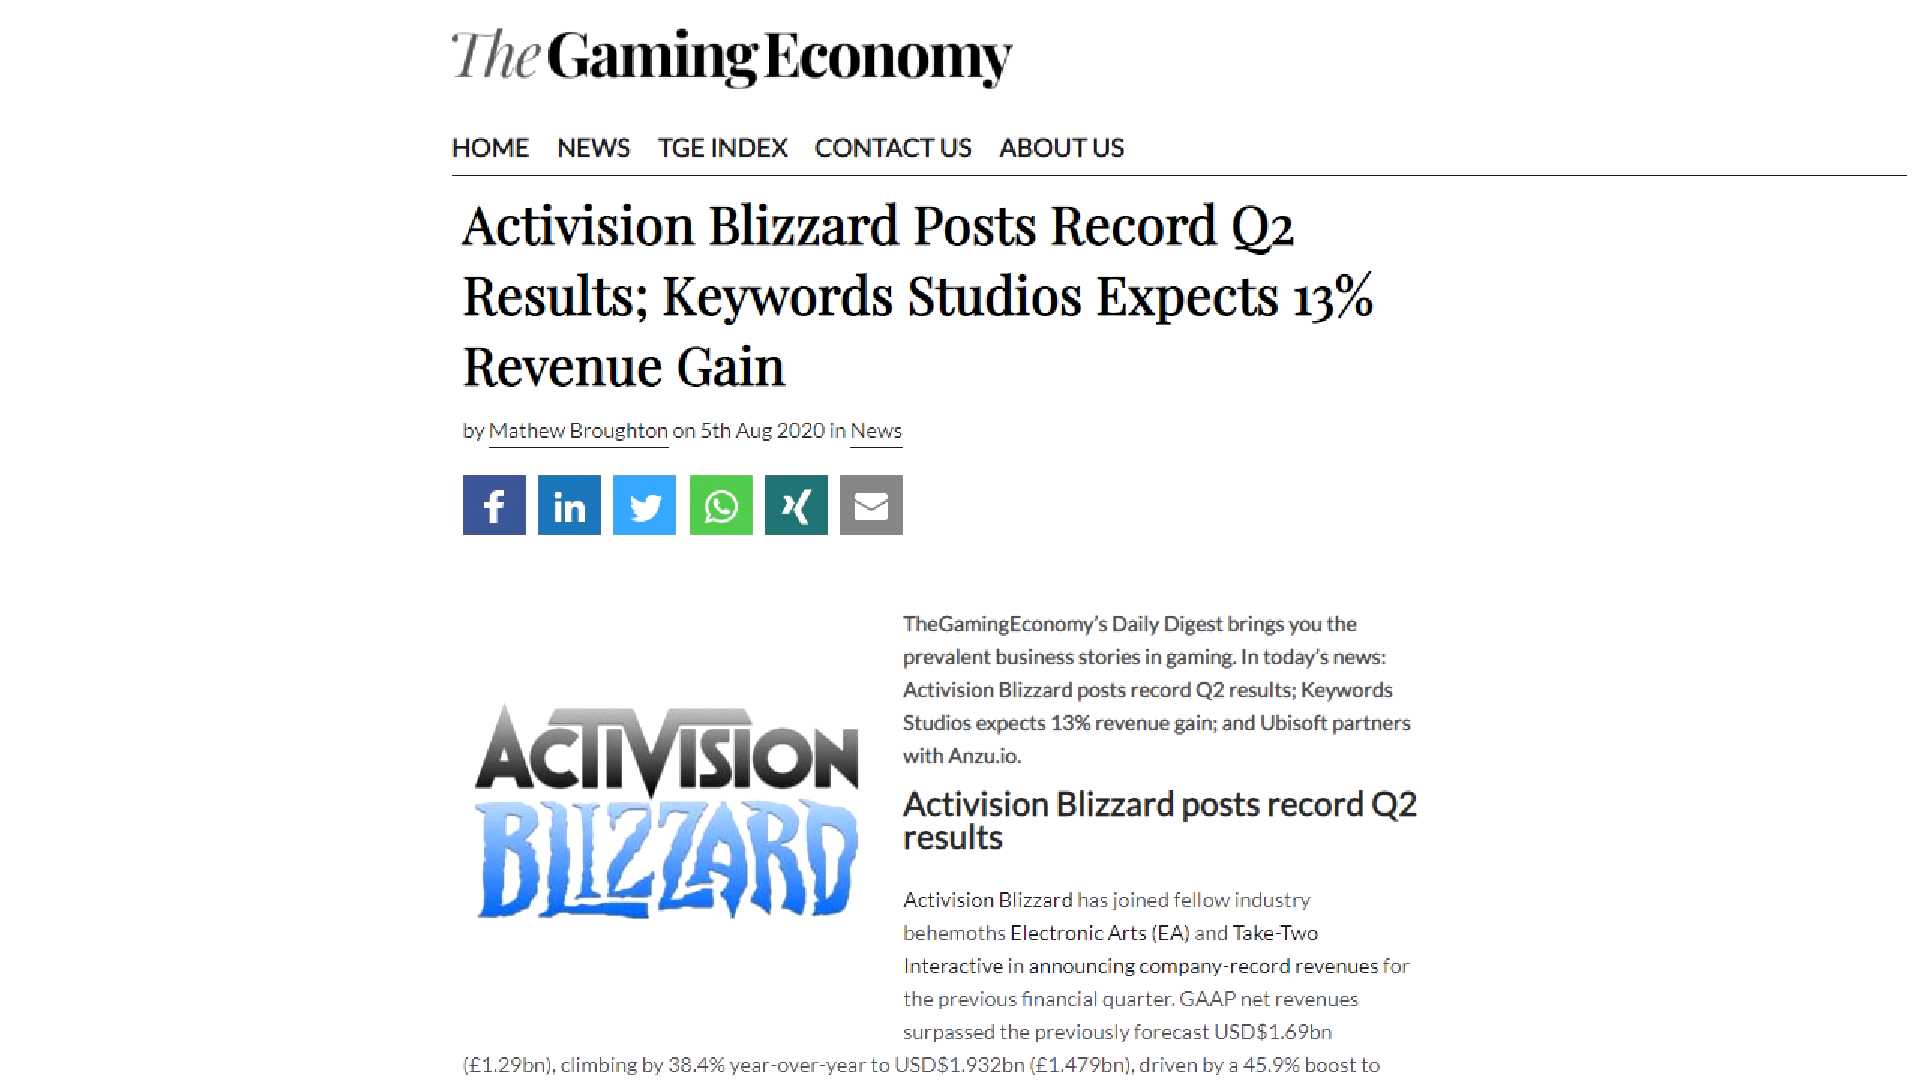 The Gaming Economy
HOME NEWS TGE INDEX CONTACT US ABOUT US
Activision Blizzard Posts Record Q2
Results; Keywords Studios Expects 13%
Revenue Gain
by Mathew Broughton on 5th Aug 2020 in News
f in
TheGamingEconomy’s Daily Digest brings you the
prevalent business stories in gaming. In today’s news:
Activision Blizzard posts record Q2 results; Keywords
Studios expects 13% revenue gain; and Ubisoft partners
with Anzu.io.
ACTIVISION
BLIZZARD
Activision Blizzard posts record Q2
results
Activision Blizzard has joined fellow industry
behemoths Electronic Arts (EA) and Take-Two
Interactive in announcing company-record revenues for
the previous financial quarter. GAAP net revenues
surpassed the previously forecast USD$1.69bn
(£1.29bn), climbing by 38.4% year-over-year to USD$1.932bn (£1.479bn), driven by a 45.9% boost to